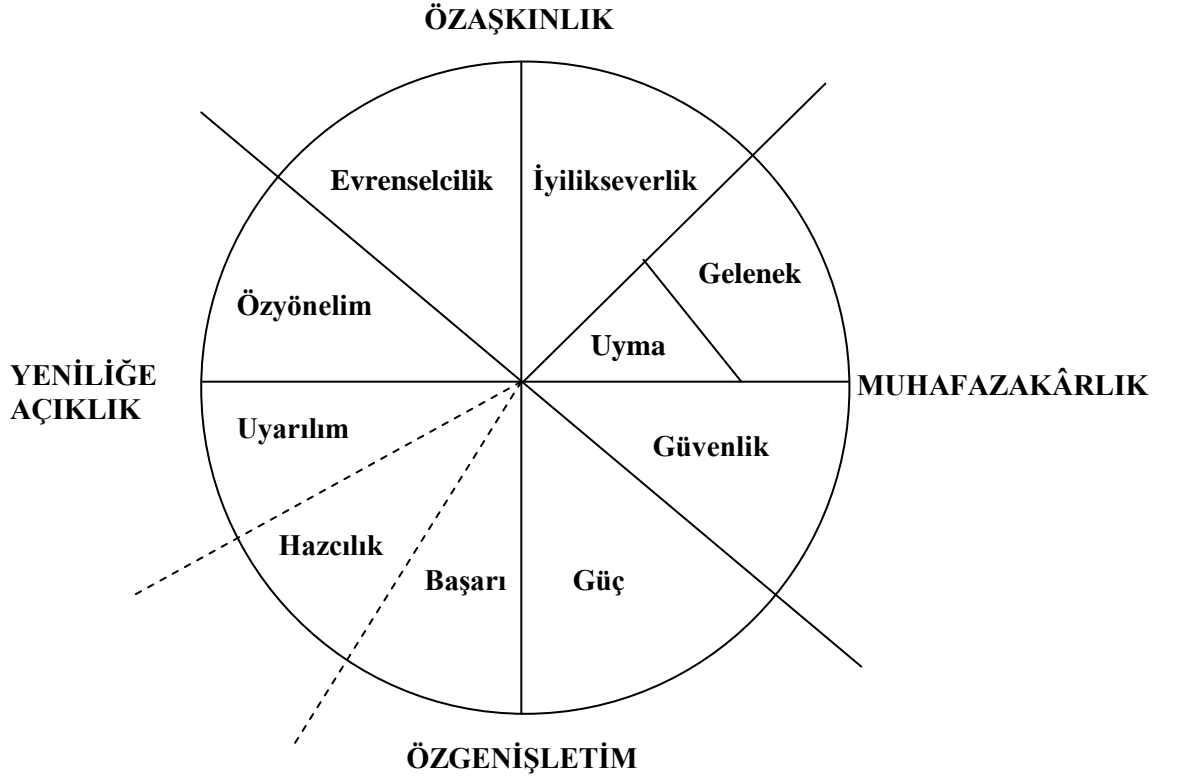 ÖZAŞKINLIK
Evrenselcilik
İyilikseverlik
Gelenek
Özyönelim
Uyma
YENİLİĞE
AÇIKLIK
MUHAFAZAKÂRLIK
Uyarılım
Güvenlik
Hazcılık
Başarı
Güç
ÖZGENİŞLETİM